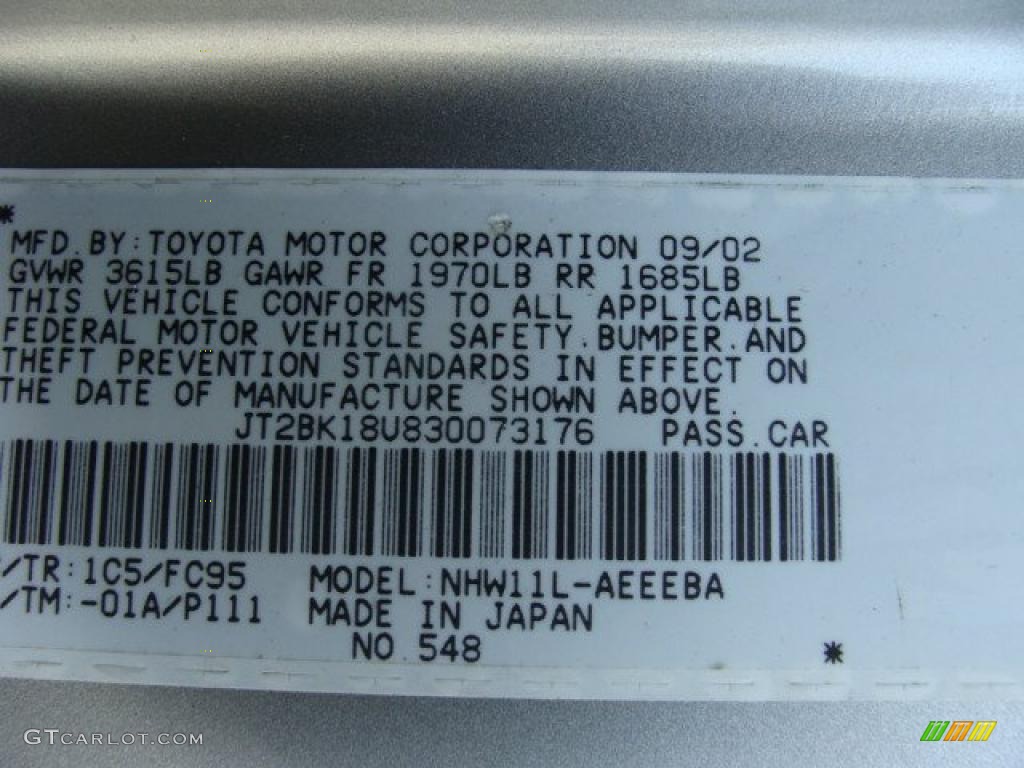 *
MFD.BY:TOYOTA MOTOR CORPORATION 09/02
GVWR 3615LB GAWR FR 1970LB RR 1685LB
THIS VEHICLE CONFORMS TO ALL APPLICABLE
FEDERAL MOTOR VEHICLE SAFETY,BUMPER,AND
THEFT PREVENTION STANDARDS IN EFFECT ON
THE DATE OF MANUFACTURE SHOWN ABOVE.
JT2BK18U830073176 PASS.CAR
/TR:1C5/FC95 MODEL:NHW11L-AEEEBA
/TM:-01A/P111 MADE IN JAPAN
NO.548 *
GTCARLOT.COM